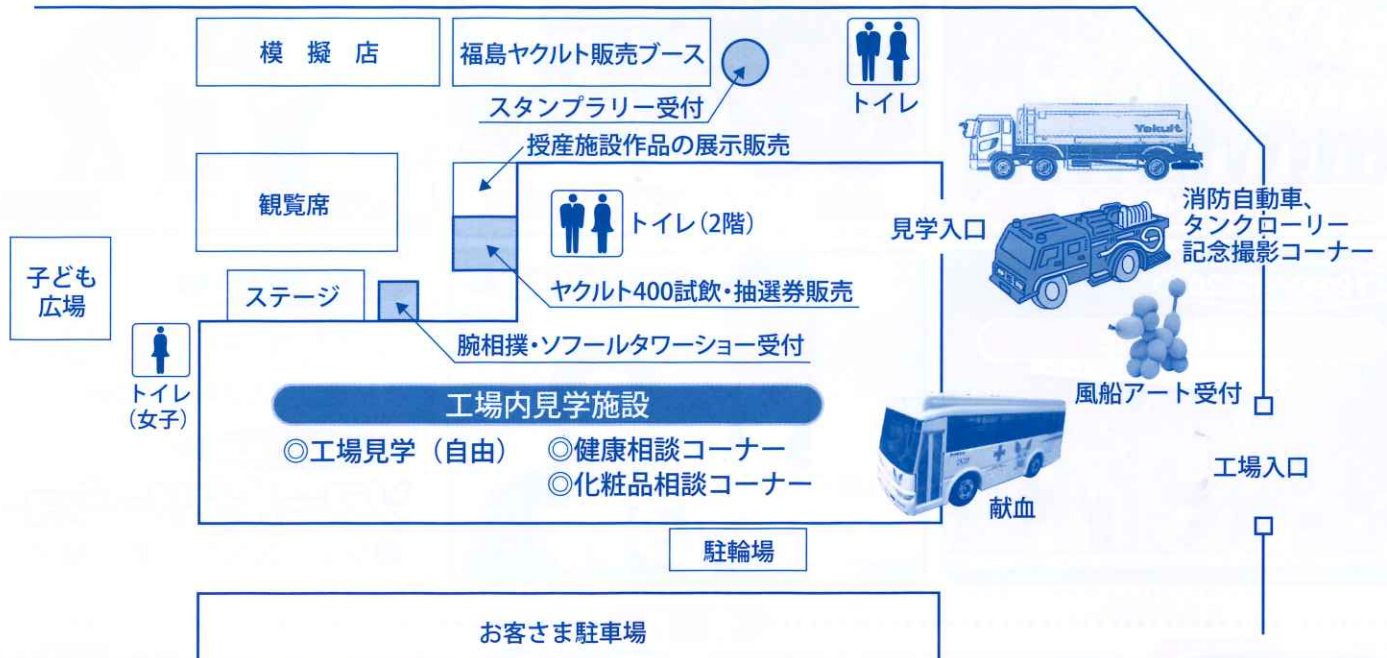 模擬店
福島ヤクルト販売ブース
スタンプラリー受付
トイレ
授産施設作品の展示販売
Yakult
観覧席
トイレ(2階)
見学入口
消防自動車、
タンクローリー
記念撮影コーナー
子ども
広場
ステージ
ヤクルト400試飲・抽選券販売
腕相撲・ソフールタワーショー受付
トイレ
(女子)
風船アート受付
工場内見学施設
◎工場見学(自由)
◎健康相談コーナー
◎化粧品相談コーナー
工場入口
献血
駐輪場
お客さま駐車場